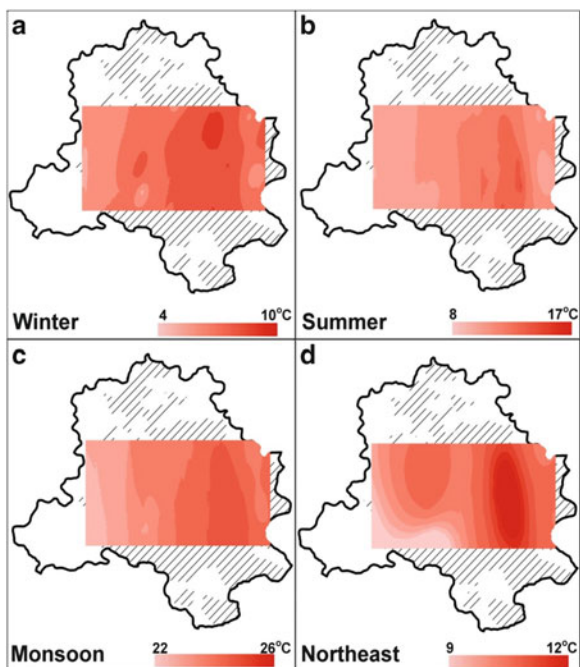 a
b
4 10°C
Winter
8 17°C
Summer
c
d
22 26°C
Monsoon
9 12°C
Northeast